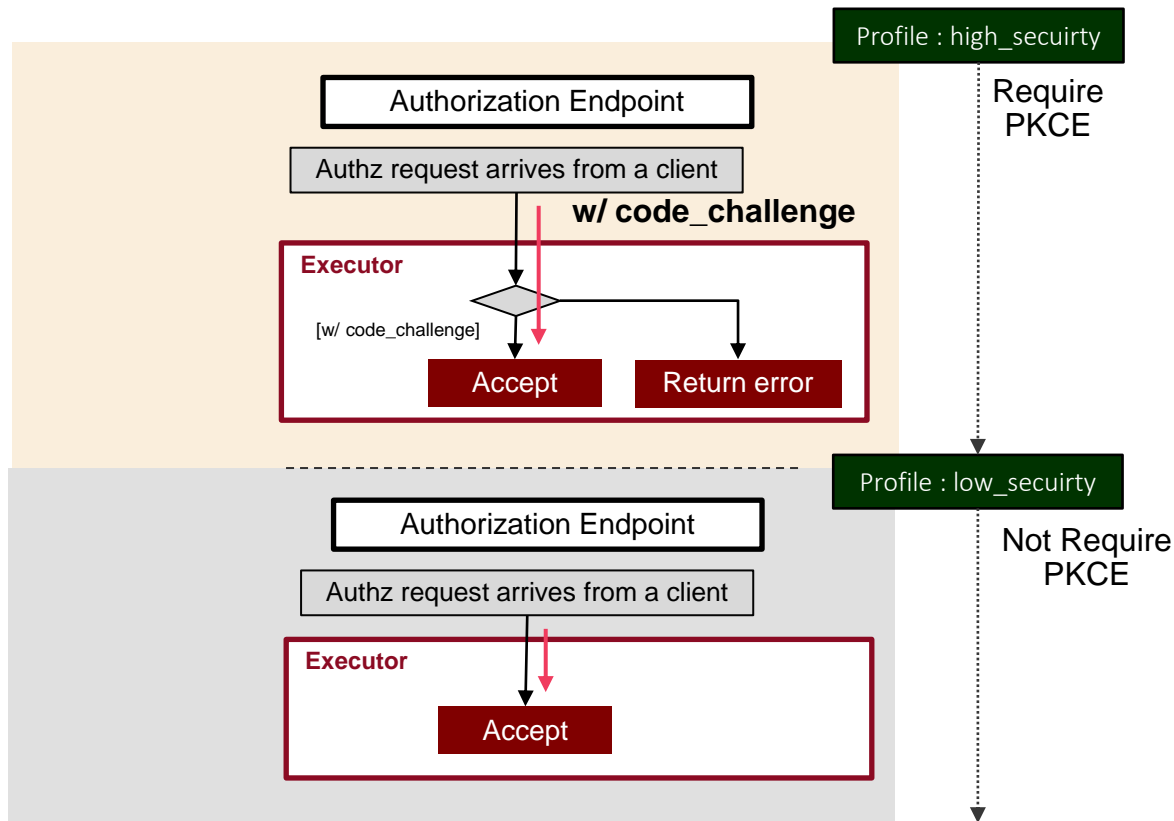 Profile : high_secuirty
Require
PKCE
Authorization Endpoint
Authz request arrives from a client
w/ code_challenge
Executor
[w/ code_challenge]
Accept
Return error
Profile : low_secuirty
Not Require
PKCE
Authorization Endpoint
Authz request arrives from a client
Executor
Accept